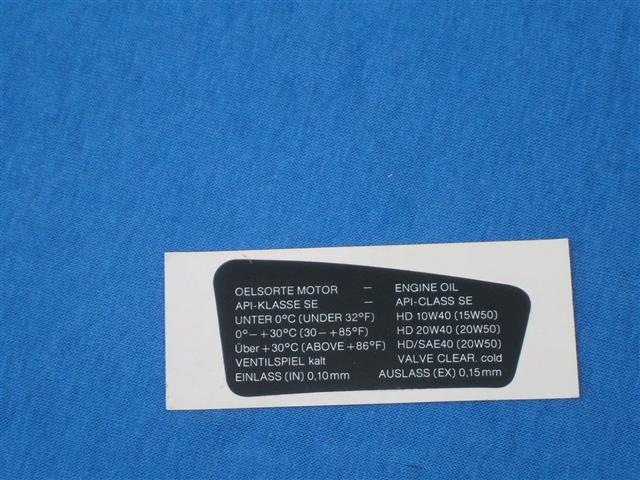 OELSORTE MOTOR – ENGINE OIL
API-KLASSE SE – API-CLASS SE
UNTER 0°C (UNDER 32°F) HD 10W40 (15W50)
0°–+30°C (30–+85°F) HD 20W40 (20W50)
Über +30°C (ABOVE +86°F) HD/SAE40 (20W50)
VENTILSPIEL kalt VALVE CLEAR. cold
EINLASS (IN) 0,10mm AUSLASS (EX) 0,15mm